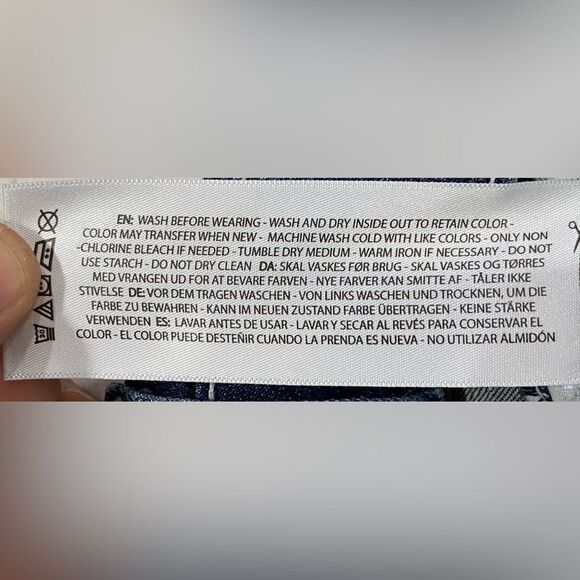 EN: WASH BEFORE WEARING - WASH AND DRY INSIDE OUT TO RETAIN COLOR -
COLOR MAY TRANSFER WHEN NEW - MACHINE WASH COLD WITH LIKE COLORS - ONLY NON
-CHLORINE BLEACH IF NEEDED - TUMBLE DRY MEDIUM - WARM IRON IF NECESSARY - DO NOT
USE STARCH - DO NOT DRY CLEAN DA: SKAL VASKES FØR BRUG - SKAL VASKES OG TØRRES
MED VRANGEN UD FOR AT BEVARE FARVEN - NYE FARVER KAN SMITTE AF - TÅLER IKKE
STIVELSE DE: VOR DEM TRAGEN WASCHEN - VON LINKS WASCHEN UND TROCKNEN, UM DIE
FARBE ZU BEWAHREN - KANN IM NEUEN ZUSTAND FARBE ÜBERTRAGEN - KEINE STÄRKE
VERWENDEN ES: LAVAR ANTES DE USAR - LAVAR Y SECAR AL REVÉS PARA CONSERVAR EL
COLOR - EL COLOR PUEDE DESTEÑIR CUANDO LA PRENDA ES NUEVA - NO UTILIZAR ALMIDÓN